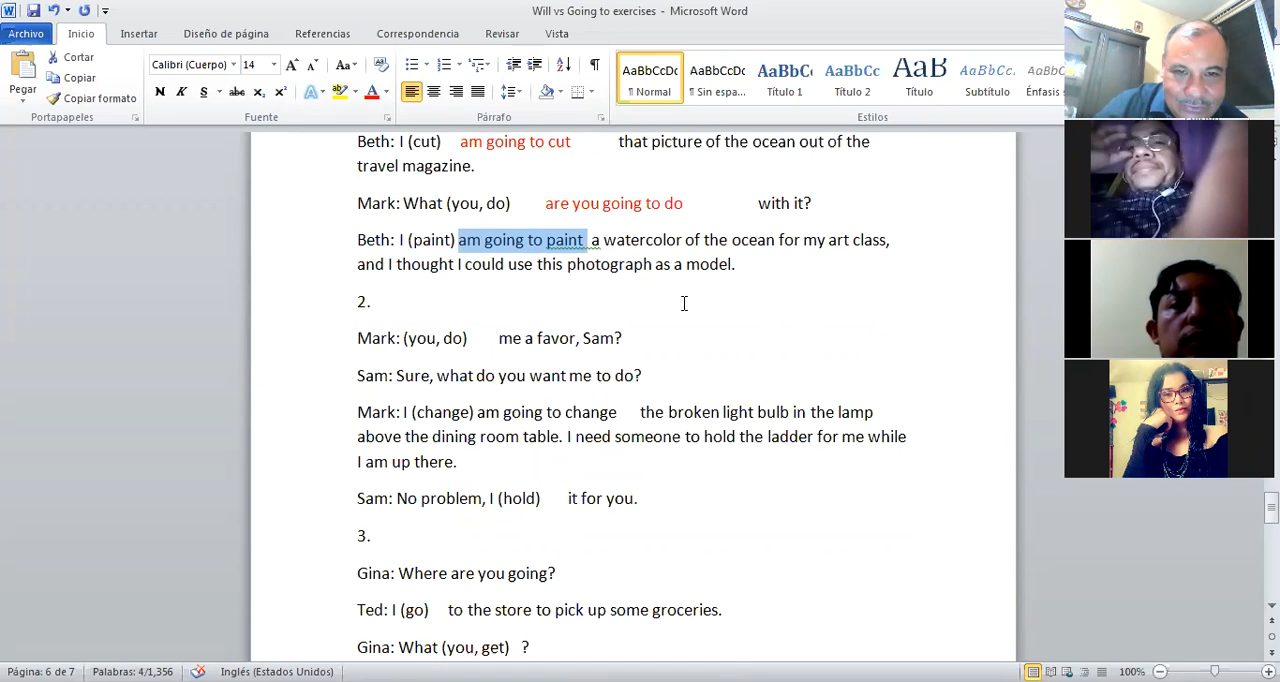 Will vs Going to exercises - Microsoft Word
Archivo Inicio Insertar Diseño de página Referencias Correspondencia Revisar Vista
Pegar
Cortar
Copiar
Copiar formato
Portapapeles
Calibri (Cuerpo) 14
Fuente
Párrafo
AaBbCcDc AaBbCcDc AaBbC AaBbCc AaB AaBbCc. AaBbCc
¶ Normal ¶ Sin espa... Título 1 Título 2 Título Subtítulo Énfasis
Estilos
Beth: I (cut) am going to cut that picture of the ocean out of the
travel magazine.
Mark: What (you, do) are you going to do with it?
Beth: I (paint) am going to paint a watercolor of the ocean for my art class,
and I thought I could use this photograph as a model.
2.
Mark: (you, do) me a favor, Sam?
Sam: Sure, what do you want me to do?
Mark: I (change) am going to change the broken light bulb in the lamp
above the dining room table. I need someone to hold the ladder for me while
I am up there.
Sam: No problem, I (hold) it for you.
3.
Gina: Where are you going?
Ted: I (go) to the store to pick up some groceries.
Gina: What (you, get) ?
Página: 6 de 7 Palabras: 4/1,356 Inglés (Estados Unidos) 100%